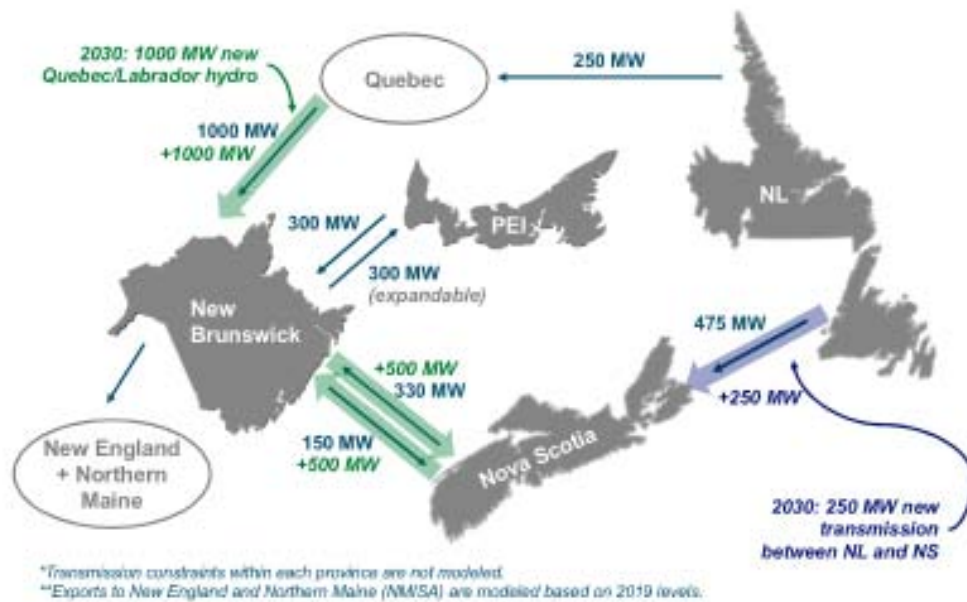 2030: 1000 MW new
Quebec/Labrador hydro
Quebec
250 MW
1000 MW
+1000 MW
NL
300 MW
PEI
300 MW
(expandable)
New
Brunswick
475 MW
+500 MW
330 MW
+250 MW
150 MW
+500 MW
Nova Scotia
New England
+ Northern
Maine
2030: 250 MW new
transmission
between NL and NS
*Transmission constraints within each province are not modeled.
**Exports to New England and Northern Maine (NMISA) are modeled based on 2019 levels.